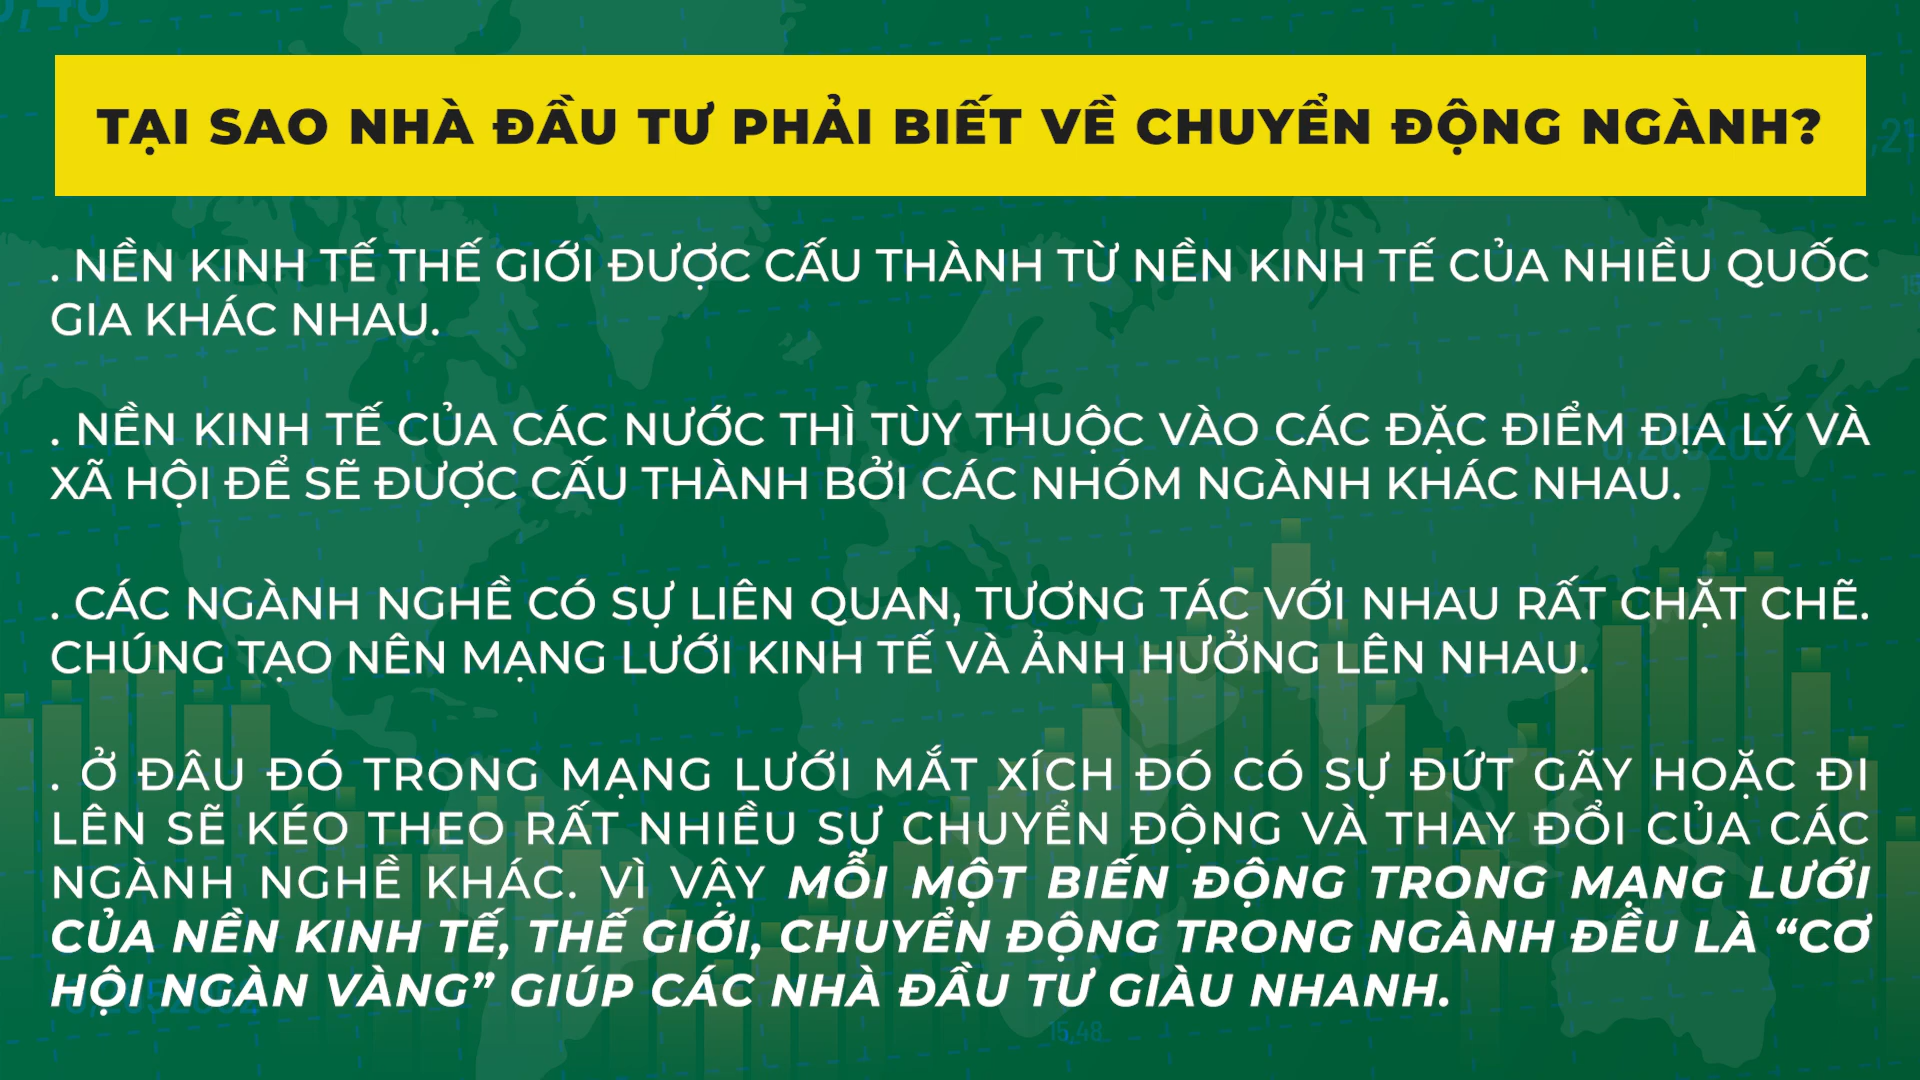 TẠI SAO NHÀ ĐẦU TƯ PHẢI BIẾT VỀ CHUYỂN ĐỘNG NGÀNH?
. NỀN KINH TẾ THẾ GIỚI ĐƯỢC CẤU THÀNH TỪ NỀN KINH TẾ CỦA NHIỀU QUỐC
GIA KHÁC NHAU.
. NỀN KINH TẾ CỦA CÁC NƯỚC THÌ TÙY THUỘC VÀO CÁC ĐẶC ĐIỂM ĐỊA LÝ VÀ
XÃ HỘI ĐỂ SẼ ĐƯỢC CẤU THÀNH BỞI CÁC NHÓM NGÀNH KHÁC NHAU.
. CÁC NGÀNH NGHỀ CÓ SỰ LIÊN QUAN, TƯƠNG TÁC VỚI NHAU RẤT CHẶT CHẼ.
CHÚNG TẠO NÊN MẠNG LƯỚI KINH TẾ VÀ ẢNH HƯỞNG LÊN NHAU.
. Ở ĐÂU ĐÓ TRONG MẠNG LƯỚI MẮT XÍCH ĐÓ CÓ SỰ ĐỨT GÃY HOẶC ĐI
LÊN SẼ KÉO THEO RẤT NHIỀU SỰ CHUYỂN ĐỘNG VÀ THAY ĐỔI CỦA CÁC
NGÀNH NGHỀ KHÁC. VÌ VẬY MỖI MỘT BIẾN ĐỘNG TRONG MẠNG LƯỚI
CỦA NỀN KINH TẾ, THẾ GIỚI, CHUYỂN ĐỘNG TRONG NGÀNH ĐỀU LÀ “CƠ
HỘI NGÀN VÀNG” GIÚP CÁC NHÀ ĐẦU TƯ GIÀU NHANH.
15,48